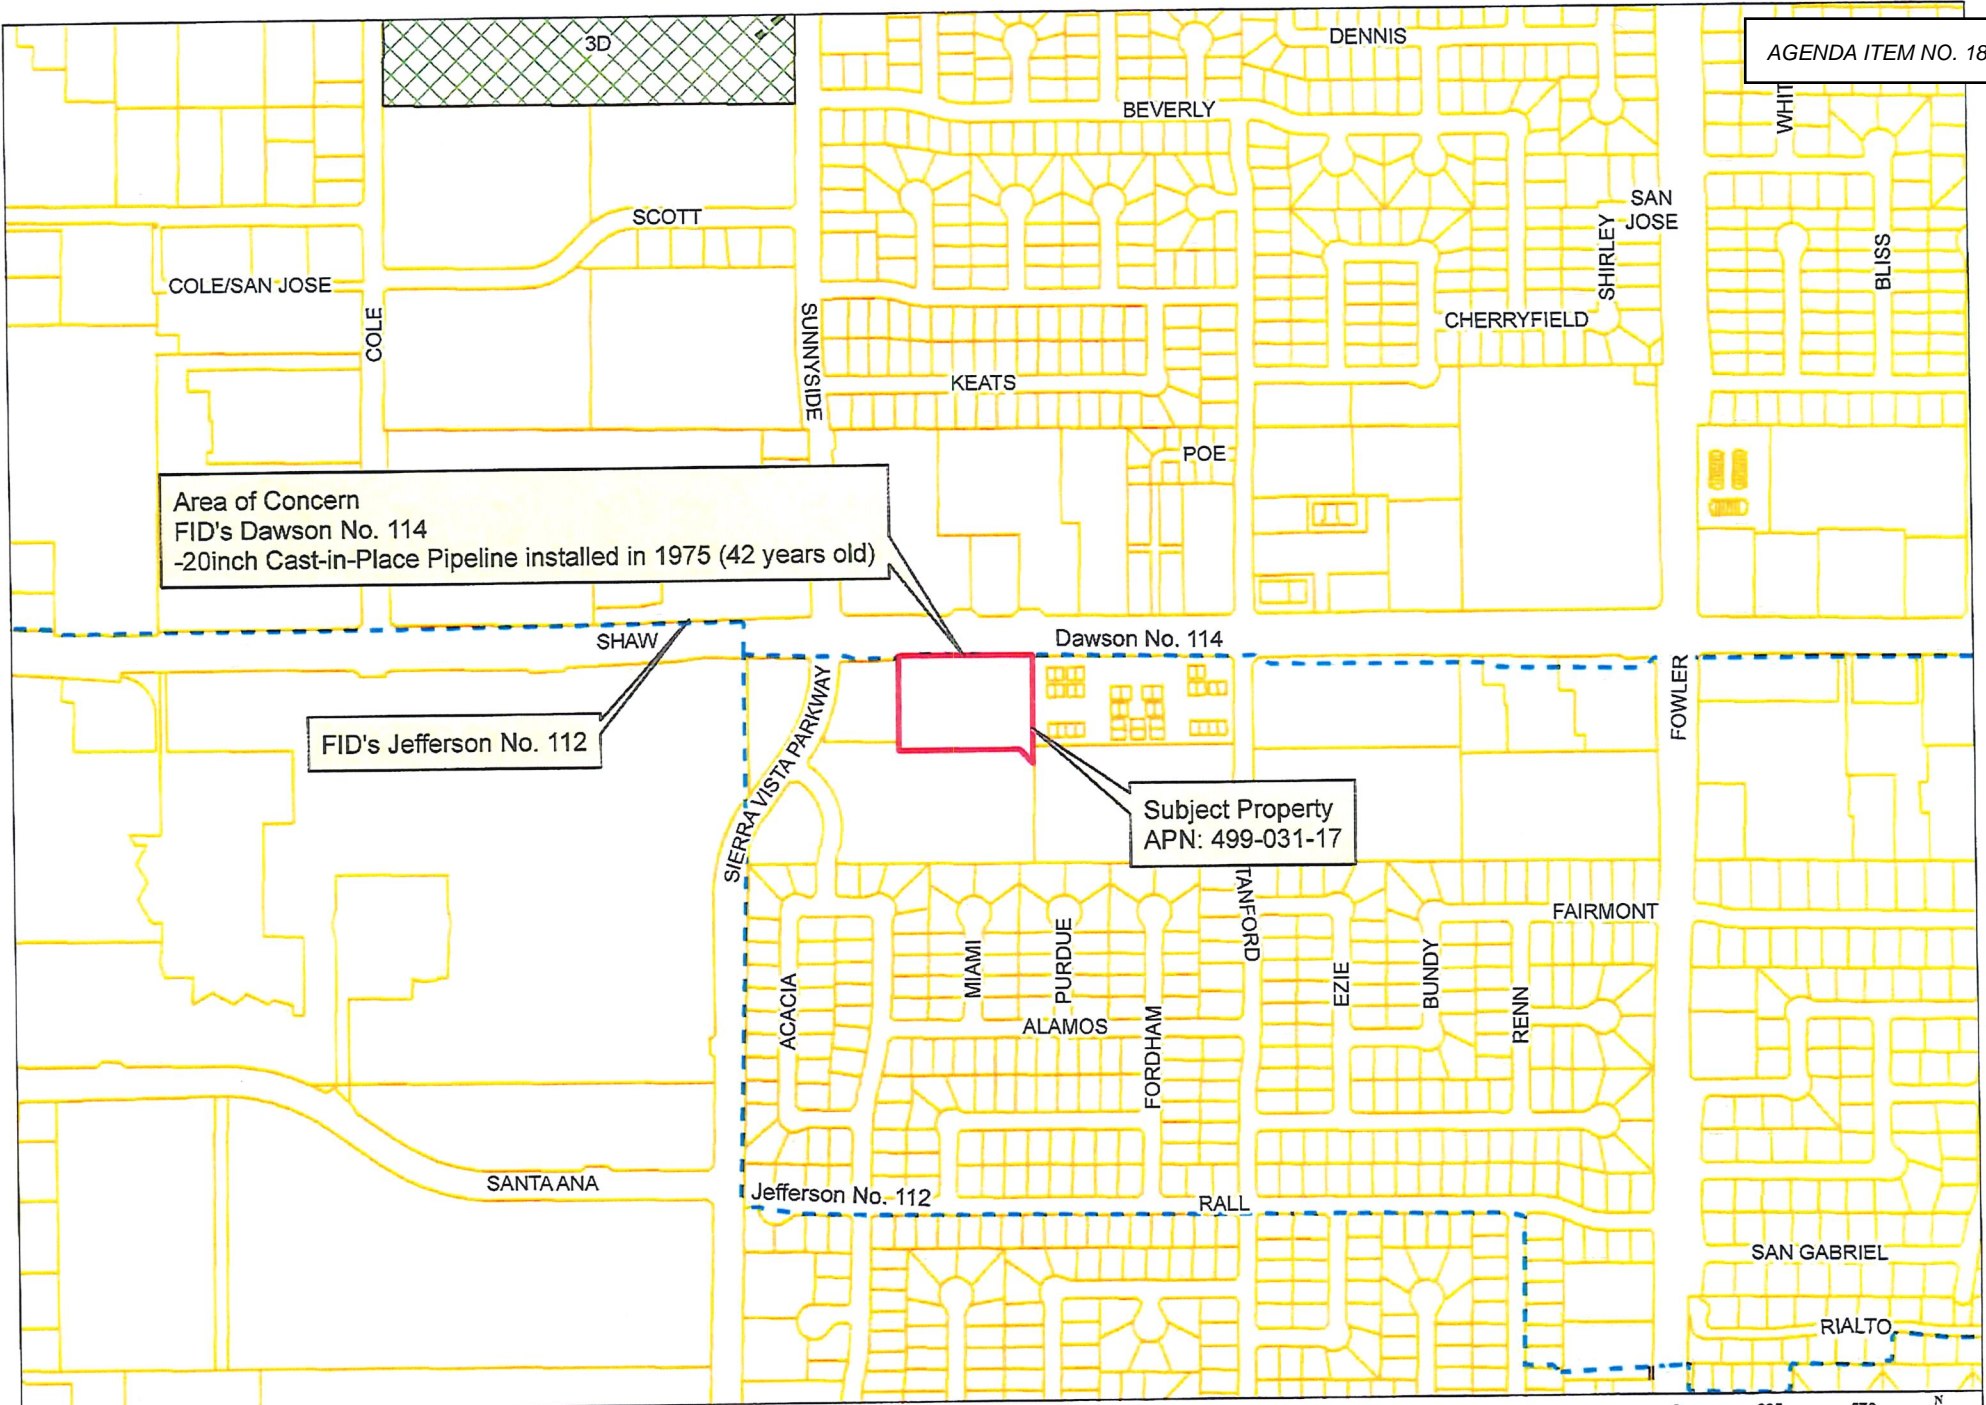 3D
DENNIS
AGENDA ITEM NO. 18
BEVERLY
SCOTT
SAN
JOSE
SHIRLEY
BLISS
COLE/SAN JOSE
COLE
SUNNYSIDE
CHERRYFIELD
KEATS
POE
Area of Concern
FID's Dawson No. 114
-20inch Cast-in-Place Pipeline installed in 1975 (42 years old)
SHAW
Dawson No. 114
FOWLER
FID's Jefferson No. 112
SIERRA VISTA PARKWAY
Subject Property
APN: 499-031-17
TANFORD
FAIRMONT
MIAMI
PURDUE
EZIE
BUNDY
RENN
ACACIA
ALAMOS
FORDHAM
SANTA ANA
Jefferson No. 112
RALL
SAN GABRIEL
RIALTO
N